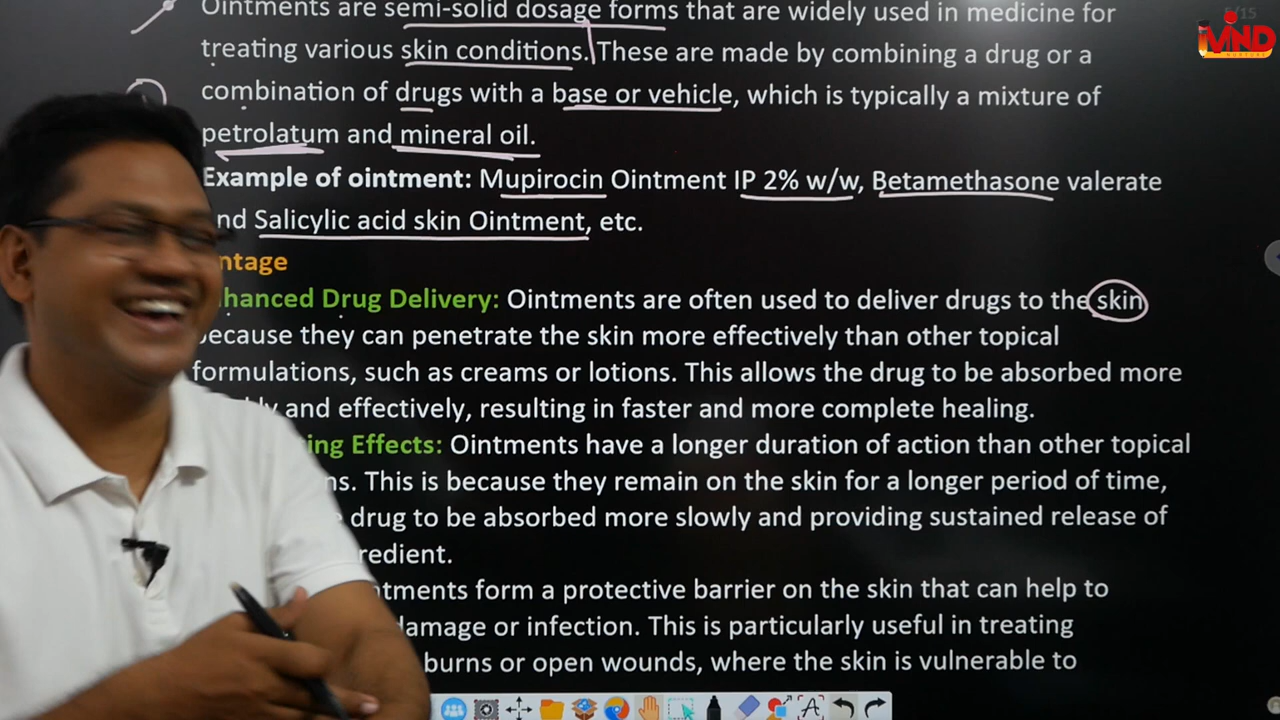 Ointments are semi-solid dosage forms that are widely used in medicine for
treating various skin conditions. These are made by combining a drug or a
combination of drugs with a base or vehicle, which is typically a mixture of
petrolatum and mineral oil.
Example of ointment: Mupirocin Ointment IP 2% w/w, Betamethasone valerate
nd Salicylic acid skin Ointment, etc.
ntage
hanced Drug Delivery: Ointments are often used to deliver drugs to the skin
because they can penetrate the skin more effectively than other topical
formulations, such as creams or lotions. This allows the drug to be absorbed more
and effectively, resulting in faster and more complete healing.
ing Effects: Ointments have a longer duration of action than other topical
ns. This is because they remain on the skin for a longer period of time,
drug to be absorbed more slowly and providing sustained release of
redient.
ntments form a protective barrier on the skin that can help to
damage or infection. This is particularly useful in treating
burns or open wounds, where the skin is vulnerable to
/15
MIND